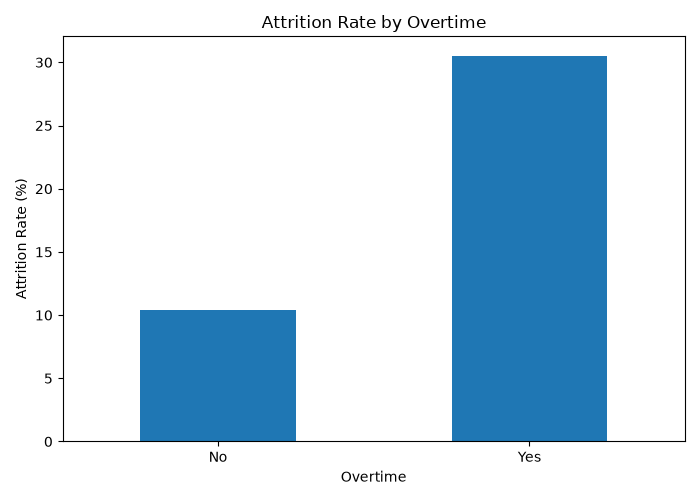 Attrition Rate by Overtime
Attrition Rate (%)
30
25
20
15
10
5
0
No Yes
Overtime